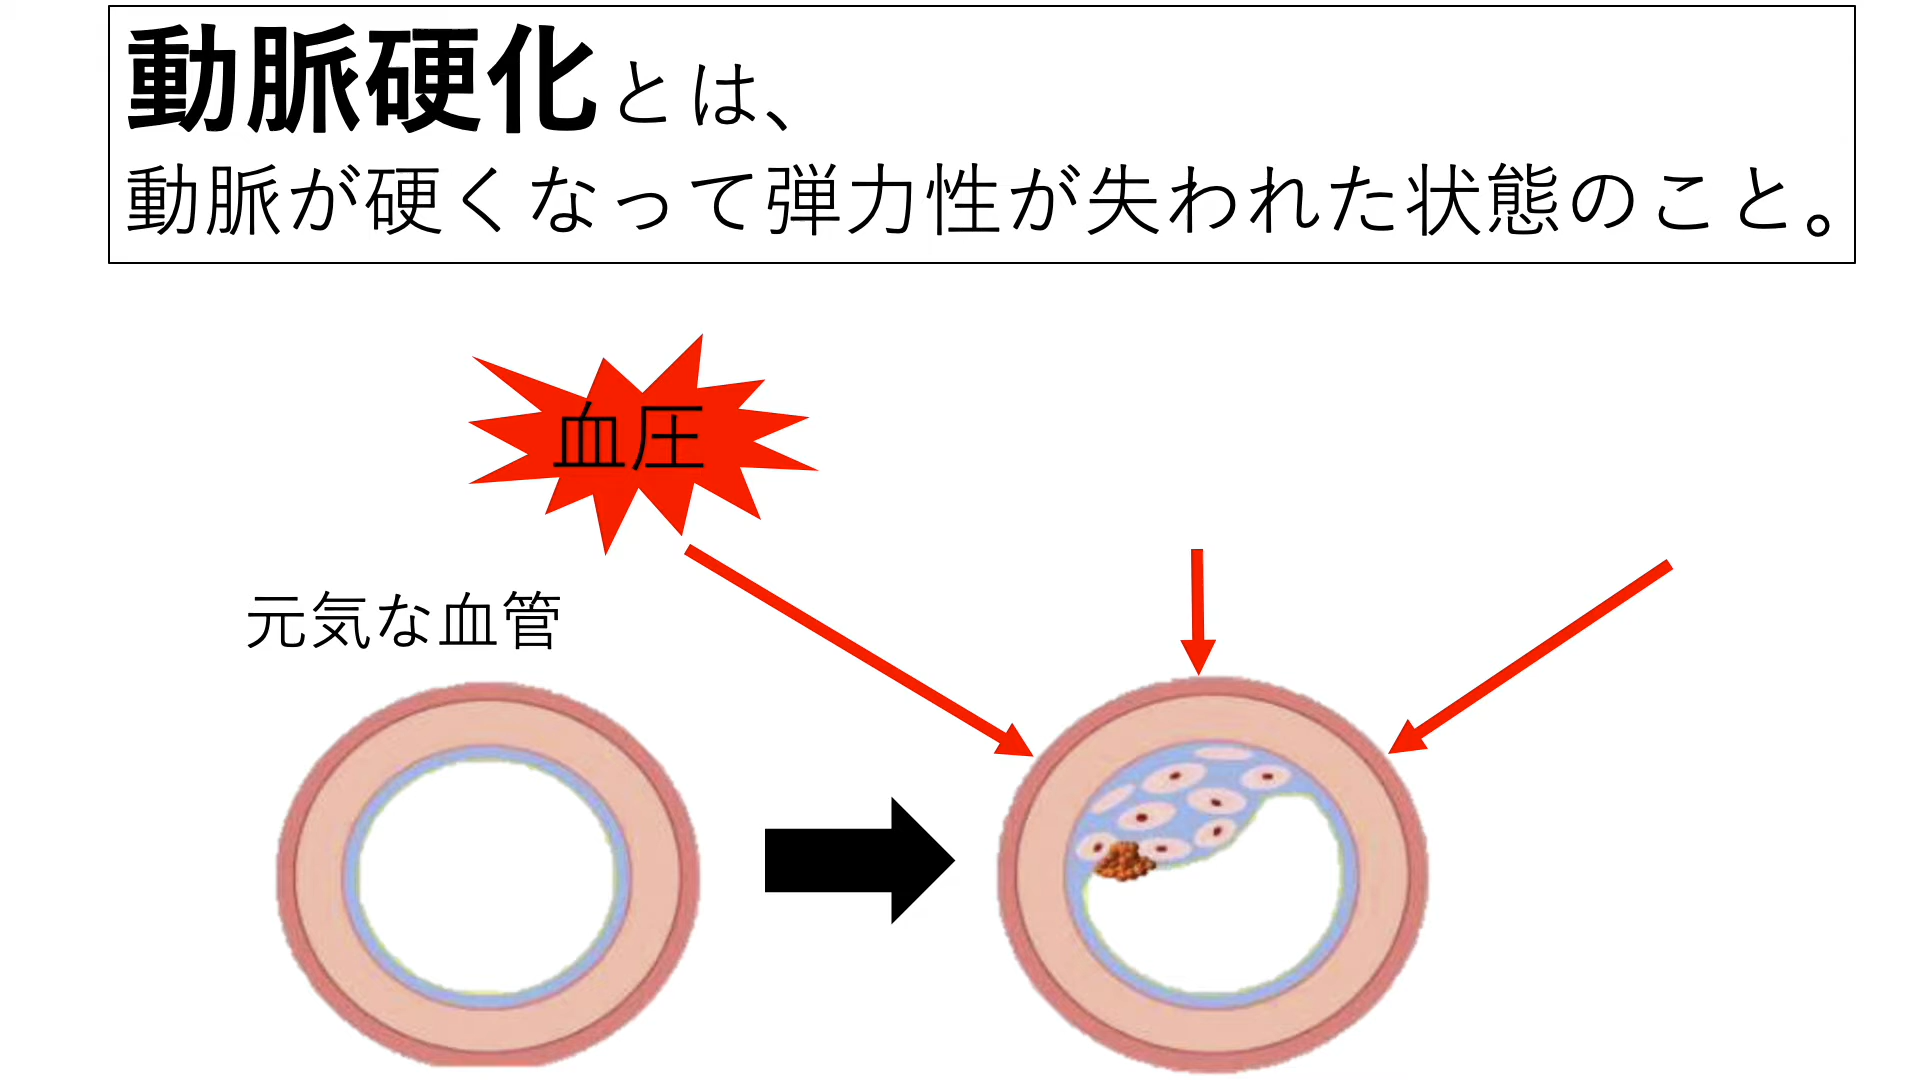 動脈硬化とは、
動脈が硬くなって弾力性が失われた状態のこと。
血圧
元気な血管